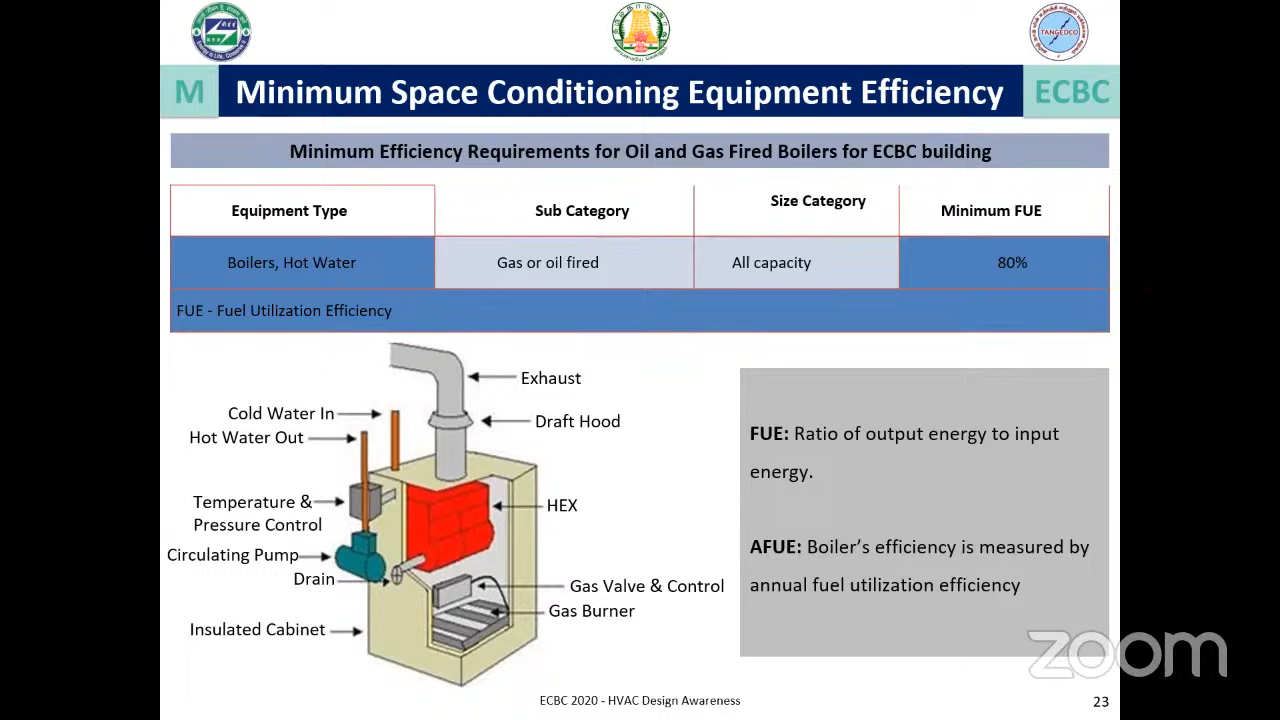 TANGEDCO
M
Minimum Space Conditioning Equipment Efficiency
ECBC
Minimum Efficiency Requirements for Oil and Gas Fired Boilers for ECBC building
Equipment Type
Sub Category
Size Category
Minimum FUE
Boilers, Hot Water
Gas or oil fired
All capacity
80%
FUE - Fuel Utilization Efficiency
Exhaust
Cold Water In
Draft Hood
Hot Water Out
Temperature &
Pressure Control
HEX
Circulating Pump
Drain
Gas Valve & Control
Gas Burner
Insulated Cabinet
FUE: Ratio of output energy to input
energy.
AFUE: Boiler’s efficiency is measured by
annual fuel utilization efficiency
zoom
ECBC 2020 - HVAC Design Awareness
23